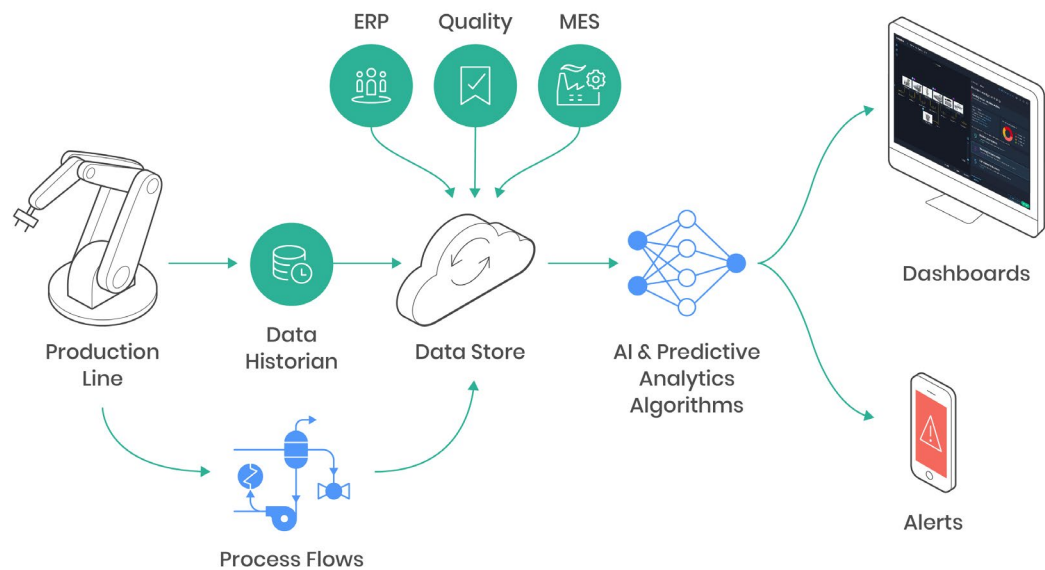 ERP
Quality
MES
Production
Line
Data
Historian
Data Store
AI & Predictive
Analytics
Algorithms
Dashboards
Process Flows
Alerts